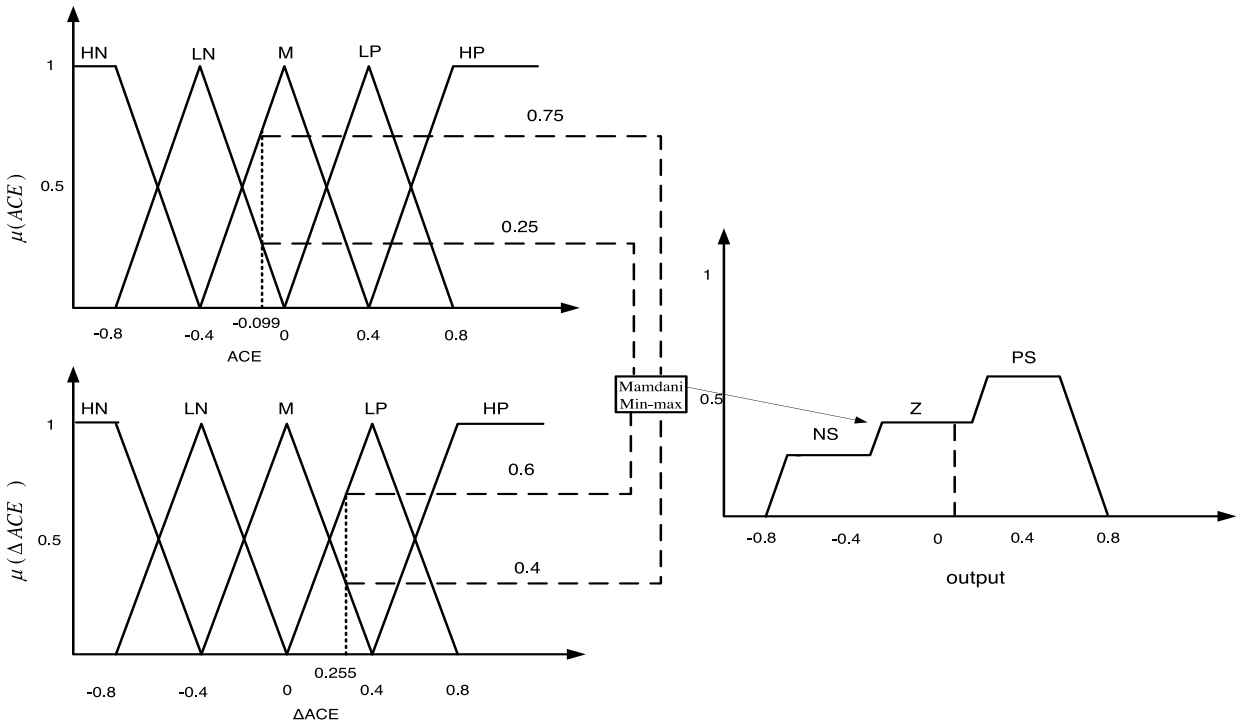 HN LN M LP HP
1
0.75
0.5
0.25
μ(ACE)
-0.8 -0.4 -0.099 0 0.4 0.8
ACE
HN LN M LP HP
1
0.6
0.5
0.4
μ(ΔACE)
0.255
-0.8 -0.4 0 0.4 0.8
ΔACE
Mamdani
Min-max
1
PS
0.5
Z
NS
-0.8 -0.4 0 0.4 0.8
output